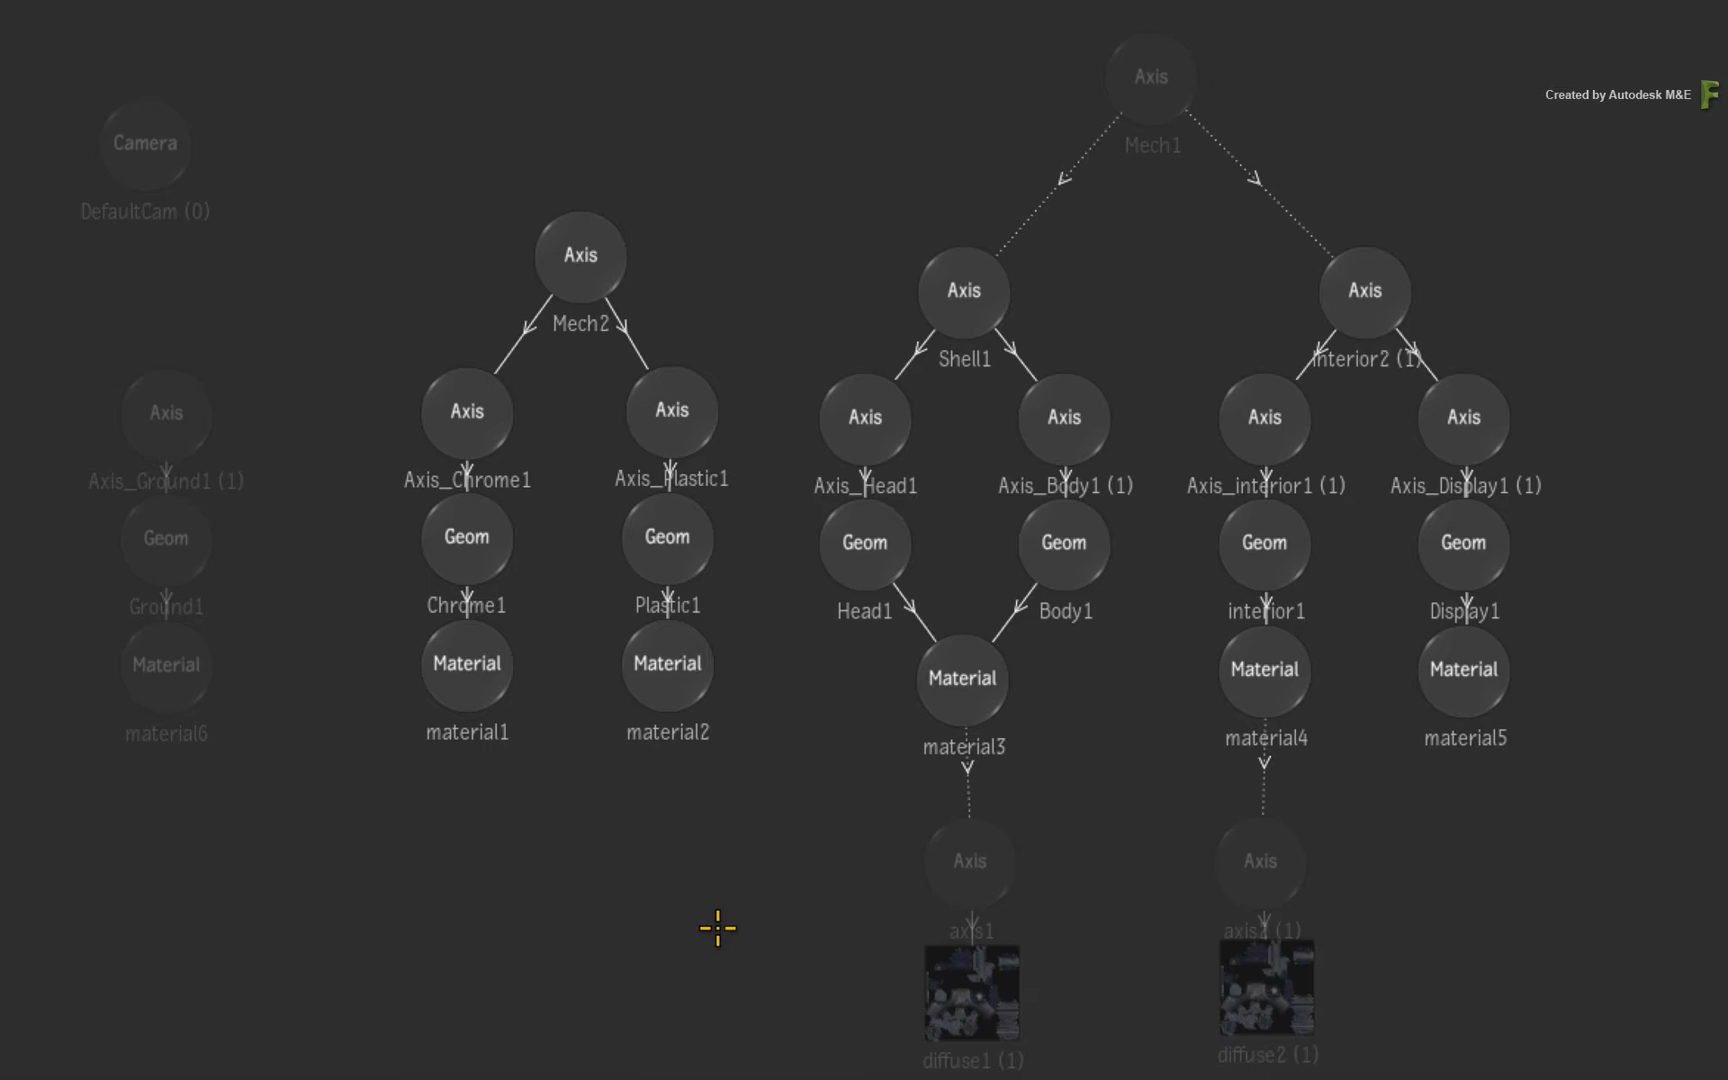 Axis
Mech1
Created by Autodesk M&E
Camera
DefaultCam (0)
Axis
Mech2
Axis
Shell1
Axis
Interior2 (1)
Axis
Axis_Ground1 (1)
Axis
Axis_Chrome1
Axis
Axis_Plastic1
Axis
Axis_Head1
Axis
Axis_Body1 (1)
Axis
Axis_interior1 (1)
Axis
Axis_Display1 (1)
Geom
Ground1
Geom
Chrome1
Geom
Plastic1
Geom
Head1
Geom
Body1
Geom
interior1
Geom
Display1
Material
material6
Material
material1
Material
material2
Material
material3
Material
material4
Material
material5
Axis
axis1
Axis
axis2 (1)
diffuse1 (1)
diffuse2 (1)